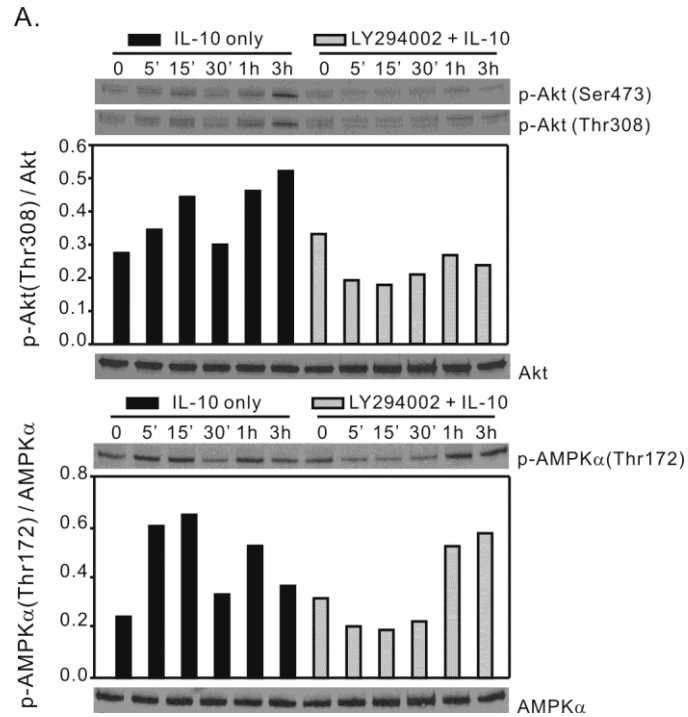 A.
IL-10 only LY294002 + IL-10
0 5’ 15’ 30’ 1h 3h 0 5’ 15’ 30’ 1h 3h
p-Akt (Ser473)
p-Akt (Thr308)
p-Akt(Thr308) / Akt
0.6
0.5
0.4
0.3
0.2
0.1
0.0
Akt
IL-10 only LY294002 + IL-10
0 5’ 15’ 30’ 1h 3h 0 5’ 15’ 30’ 1h 3h
p-AMPKα(Thr172)
p-AMPKα(Thr172) / AMPKα
0.8
0.6
0.4
0.2
0.0
AMPKα